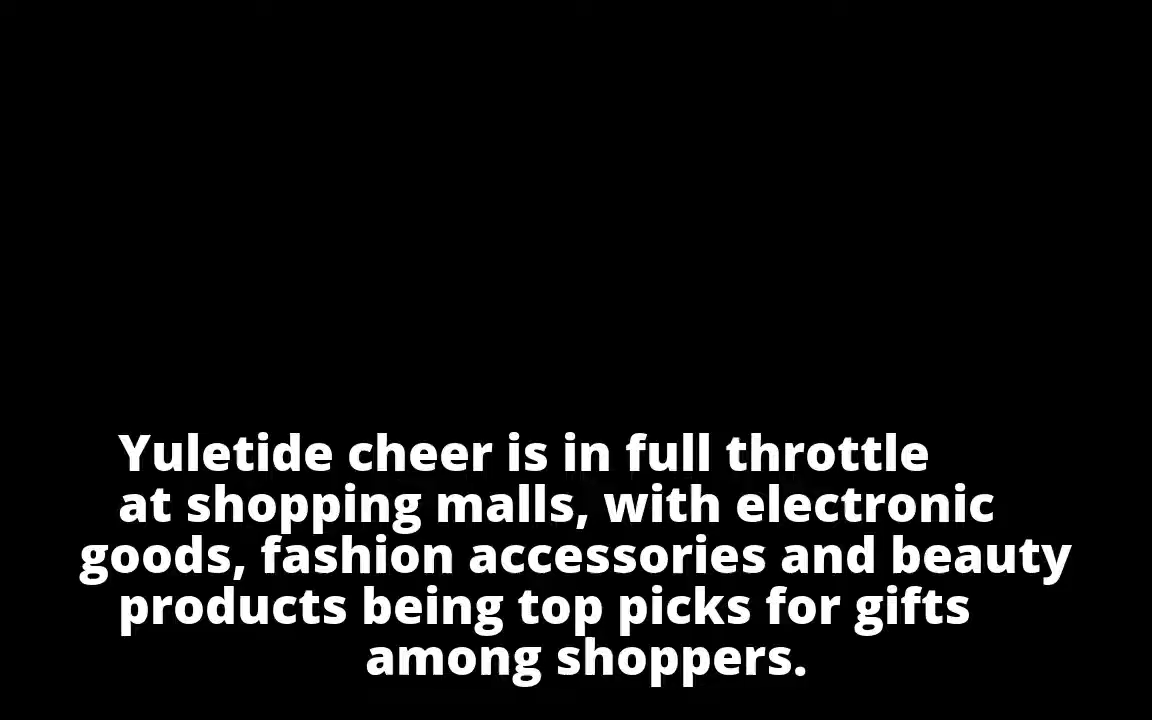 Yuletide cheer is in full throttle
at shopping malls, with electronic
goods, fashion accessories and beauty
products being top picks for gifts
among shoppers.